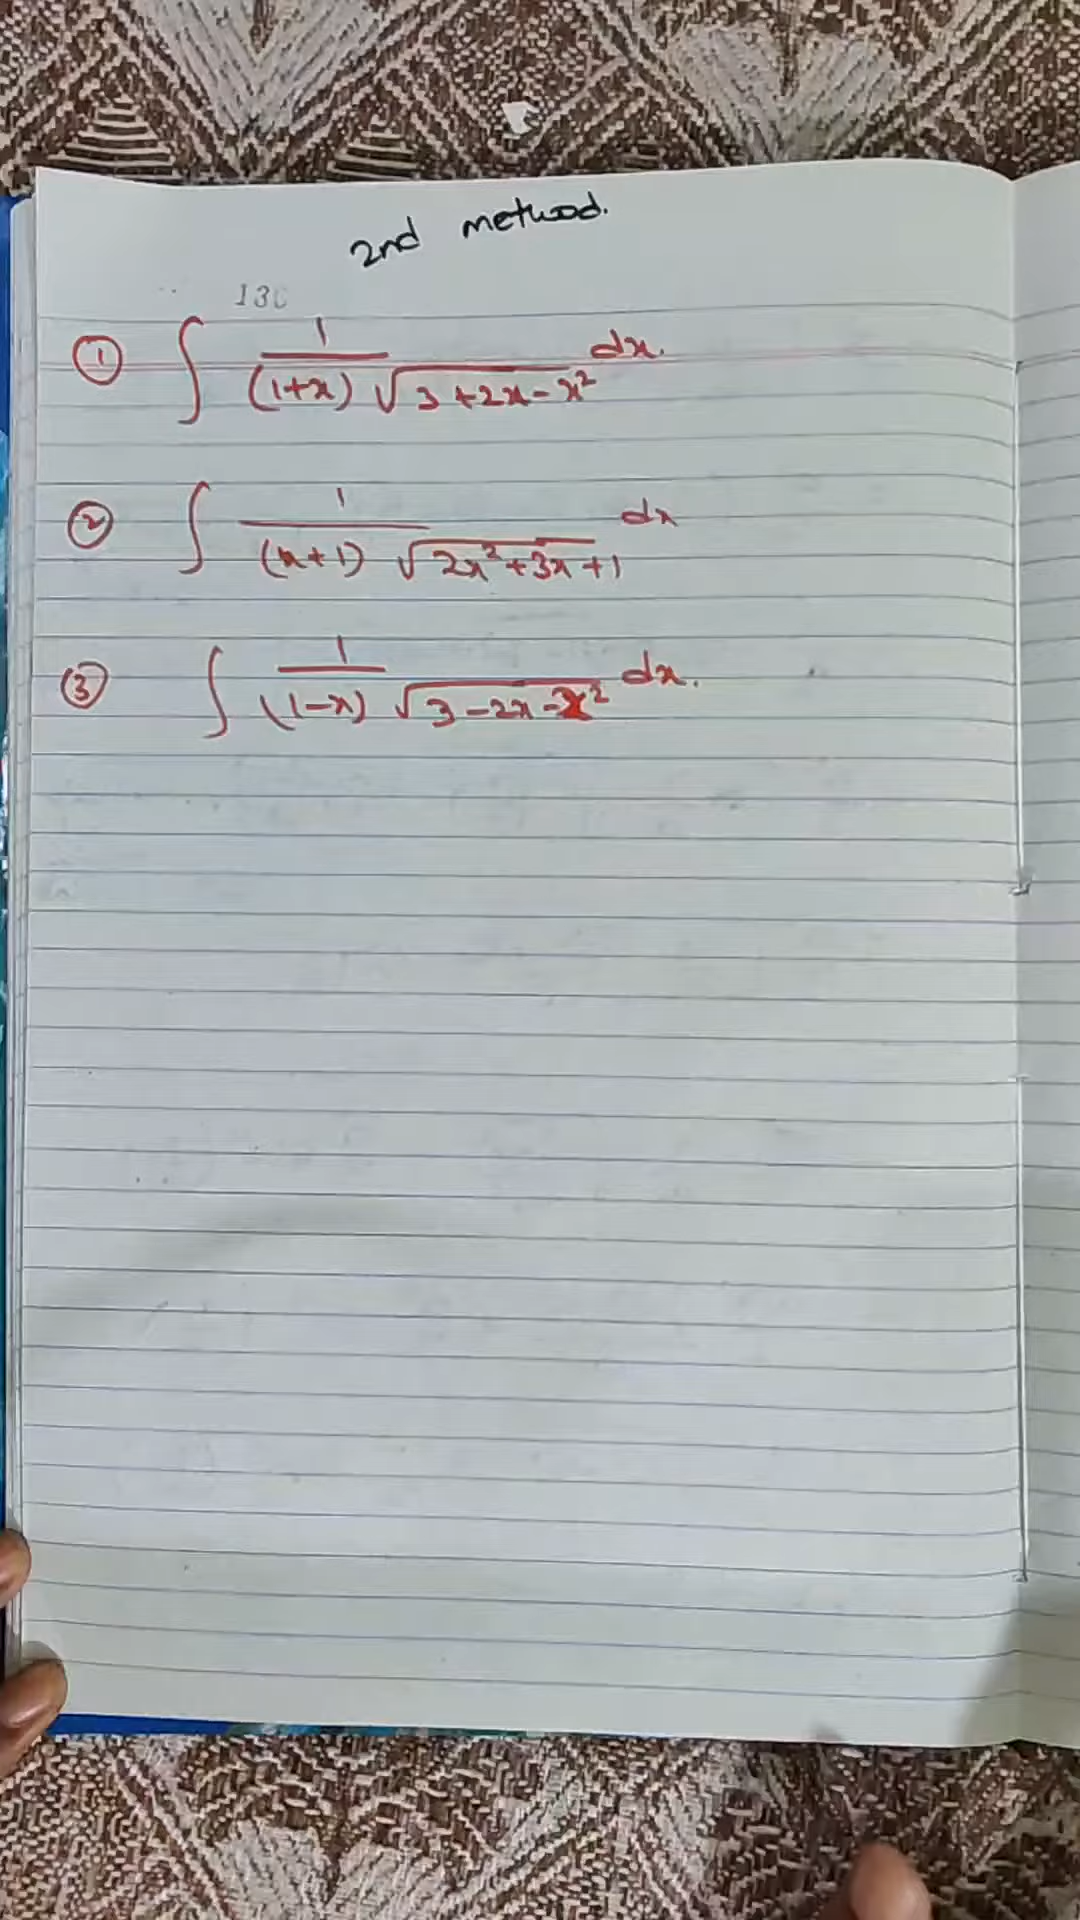 2nd method.
13
① ∫ 1/((1+x) √(3+2x-x²)) dx.
② ∫ 1/((x+1) √(2x²+3x+1)) dx
③ ∫ 1/((1-x) √(3-2x-x²)) dx.